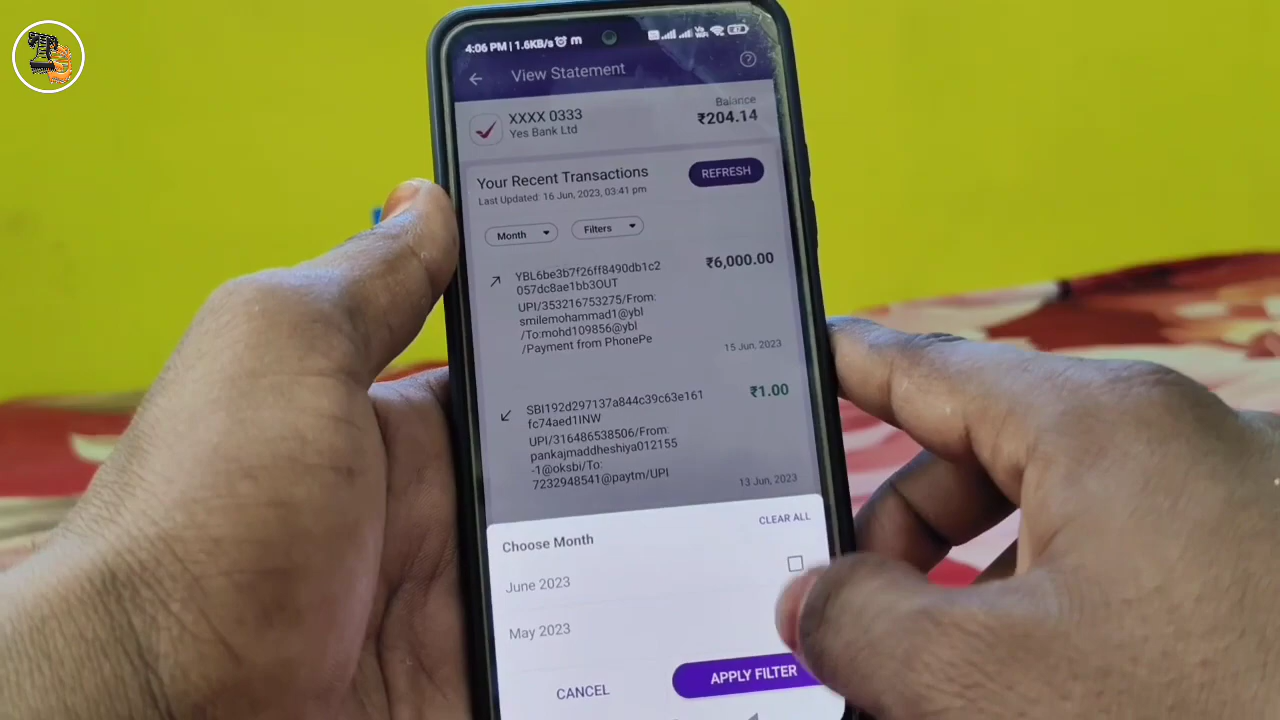 4:06 PM | 1.6KB/s
View Statement
XXXX 0333
Yes Bank Ltd
Balance
₹204.14
Your Recent Transactions
Last Updated: 16 Jun, 2023, 03:41 pm
REFRESH
Month
Filters
YBL6be3b7f26ff8490db1c2
057dc8ae1bb3OUT
₹6,000.00
UPI/353216753275/From:
smilemohammad1@ybl
/To:mohd109856@ybl
/Payment from PhonePe
15 Jun, 2023
SBI192d297137a844c39c63e161
fc74aed1INW
₹1.00
UPI/316486538506/From:
pankajmaddheshiya012155
-1@oksbi/To:
7232948541@paytm/UPI
13 Jun, 2023
CLEAR ALL
Choose Month
June 2023
May 2023
CANCEL
APPLY FILTER